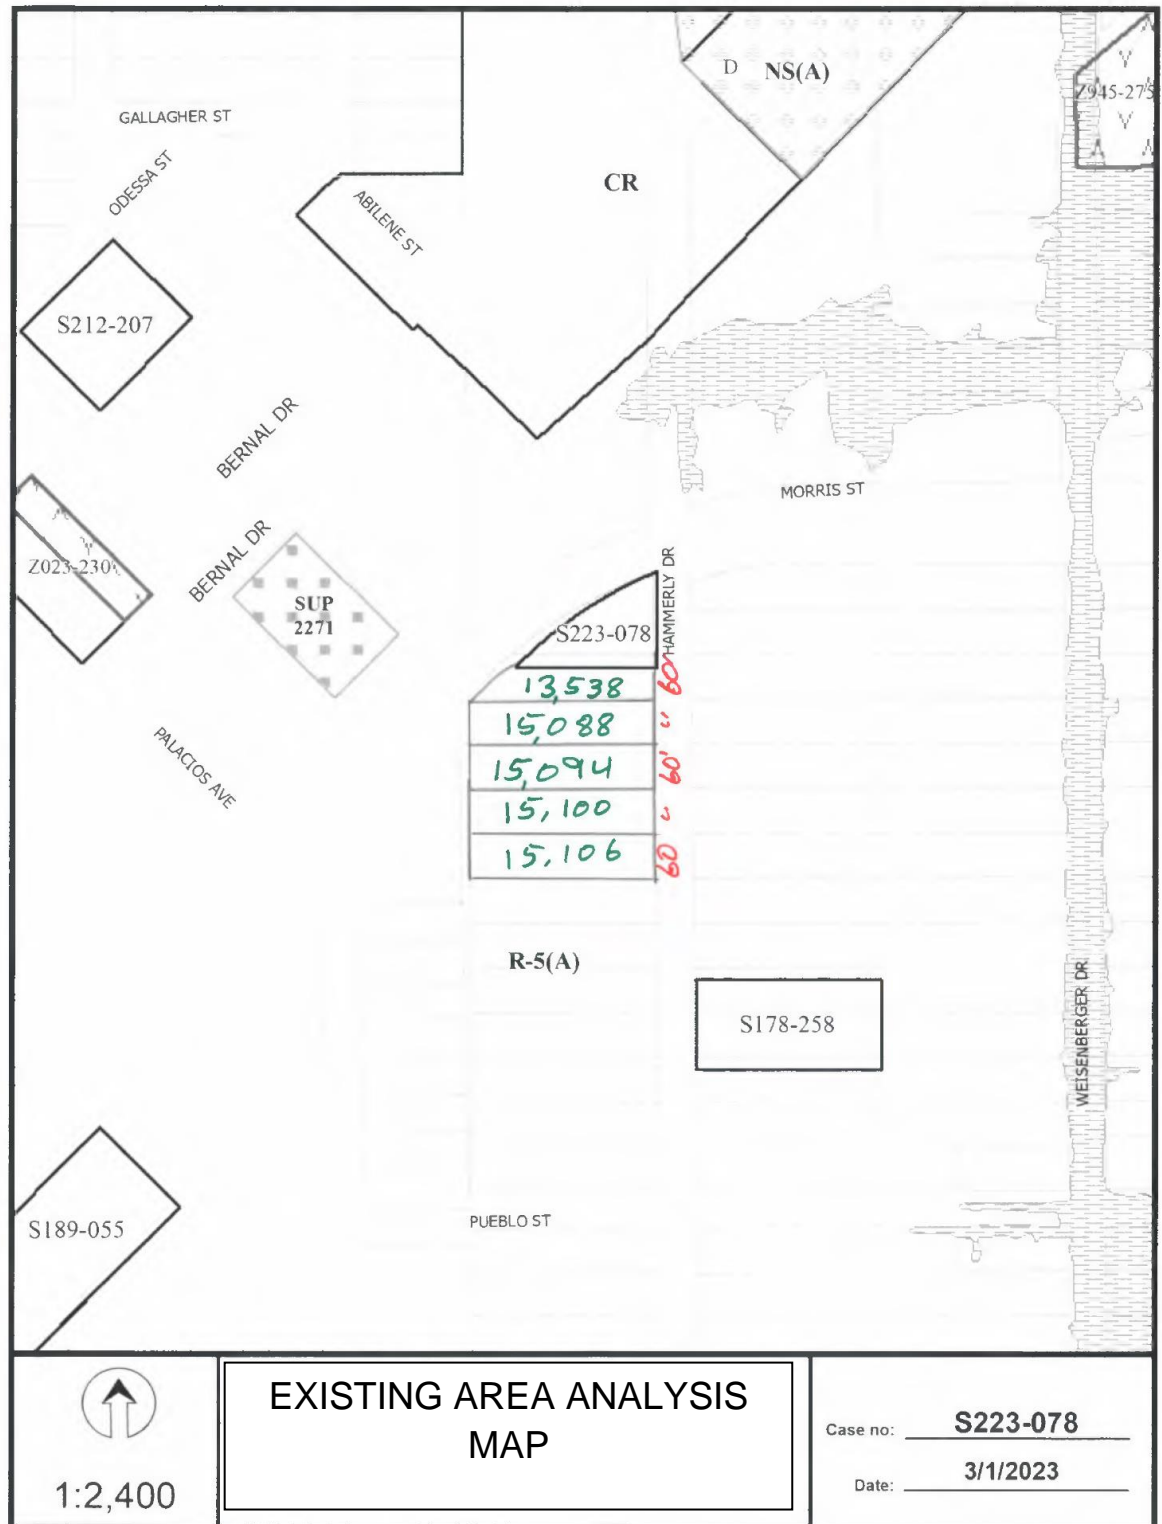 D NS(A)
Z945-275
GALLAGHER ST
ODESSA ST
ABILENE ST
CR
S212-207
BERNAL DR
MORRIS ST
BERNAL DR
Z023-230
SUP
2271
HAMMERLY DR
S223-078
13,538 60'
15,088 "
15,094 60'
15,100 "
15,106 60'
PALACIOS AVE
R-5(A)
S178-258
WEISENBERGER DR
S189-055
PUEBLO ST
1:2,400
EXISTING AREA ANALYSIS
MAP
Case no: S223-078
Date: 3/1/2023